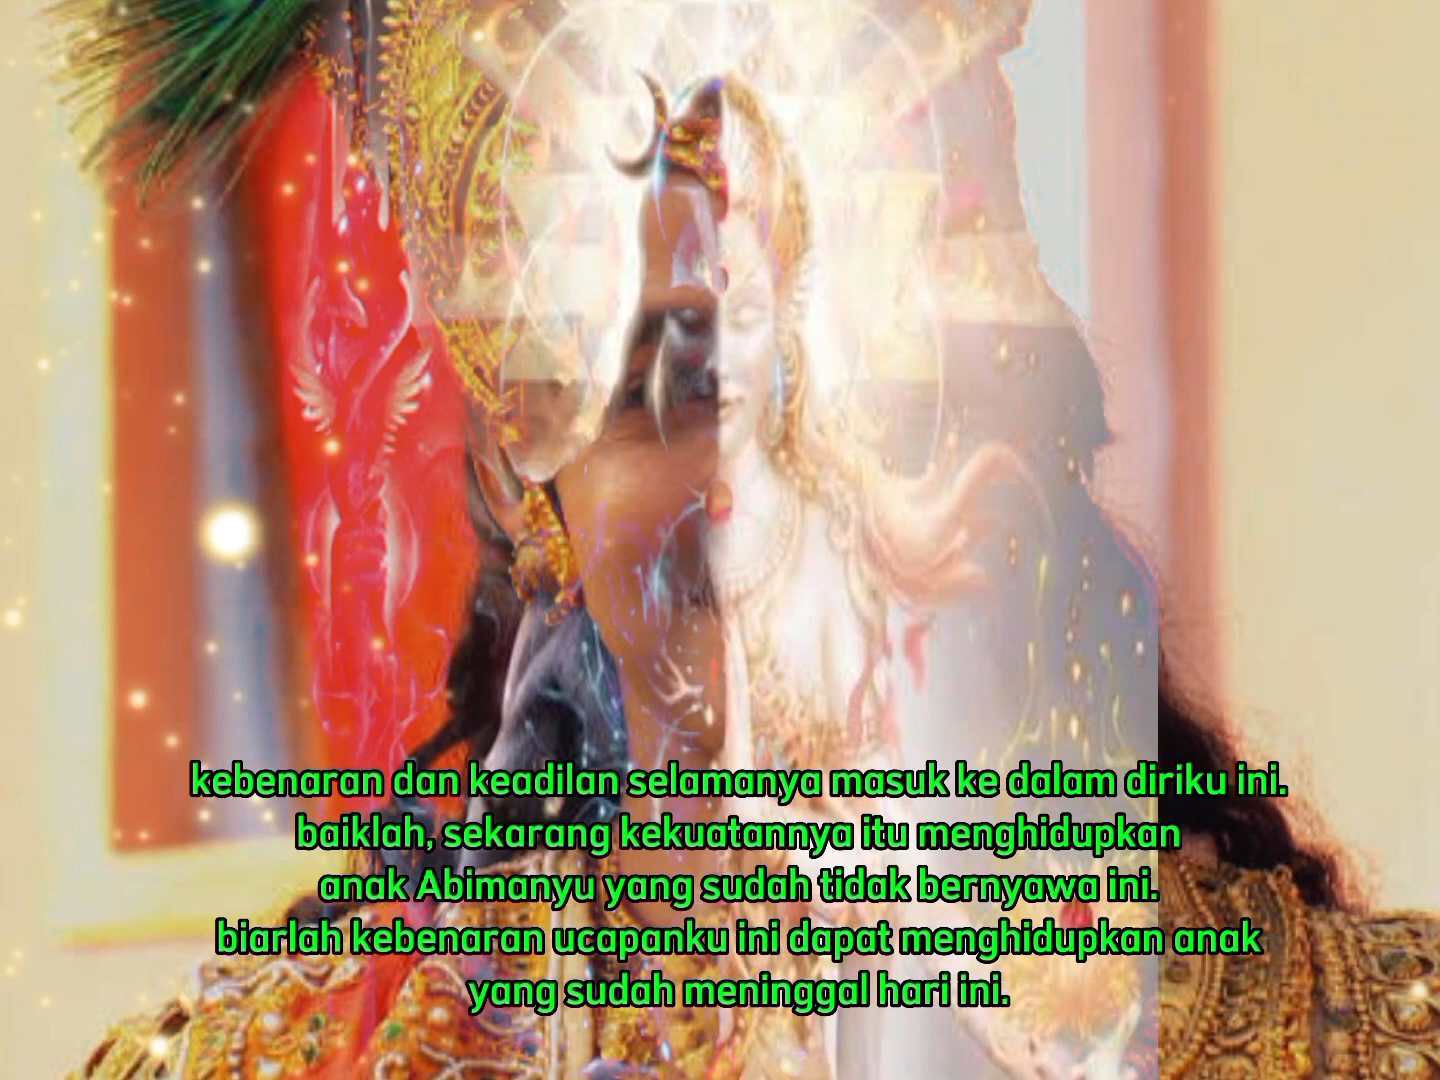 kebenaran dan keadilan selamanya masuk ke dalam diriku ini.
baiklah, sekarang kekuatannya itu menghidupkan
anak Abimanyu yang sudah tidak bernyawa ini.
biarlah kebenaran ucapanku ini dapat menghidupkan anak
yang sudah meninggal hari ini.